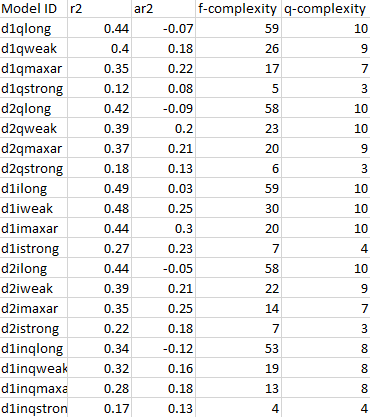 Model ID r2 ar2 f-complexity q-complexity
d1qlong 0.44 -0.07 59 10
d1qweak 0.4 0.18 26 9
d1qmaxar 0.35 0.22 17 7
d1qstrong 0.12 0.08 5 3
d2qlong 0.42 -0.09 58 10
d2qweak 0.39 0.2 23 10
d2qmaxar 0.37 0.21 20 9
d2qstrong 0.18 0.13 6 3
d1ilong 0.49 0.03 59 10
d1iweak 0.48 0.25 30 10
d1imaxar 0.44 0.3 20 10
d1istrong 0.27 0.23 7 4
d2ilong 0.44 -0.05 58 10
d2iweak 0.39 0.21 22 9
d2imaxar 0.35 0.25 14 7
d2istrong 0.22 0.18 7 3
d1inqlong 0.34 -0.12 53 8
d1inqweak 0.32 0.16 19 8
d1inqmaxa 0.28 0.18 13 8
d1inqstron 0.17 0.13 4 4